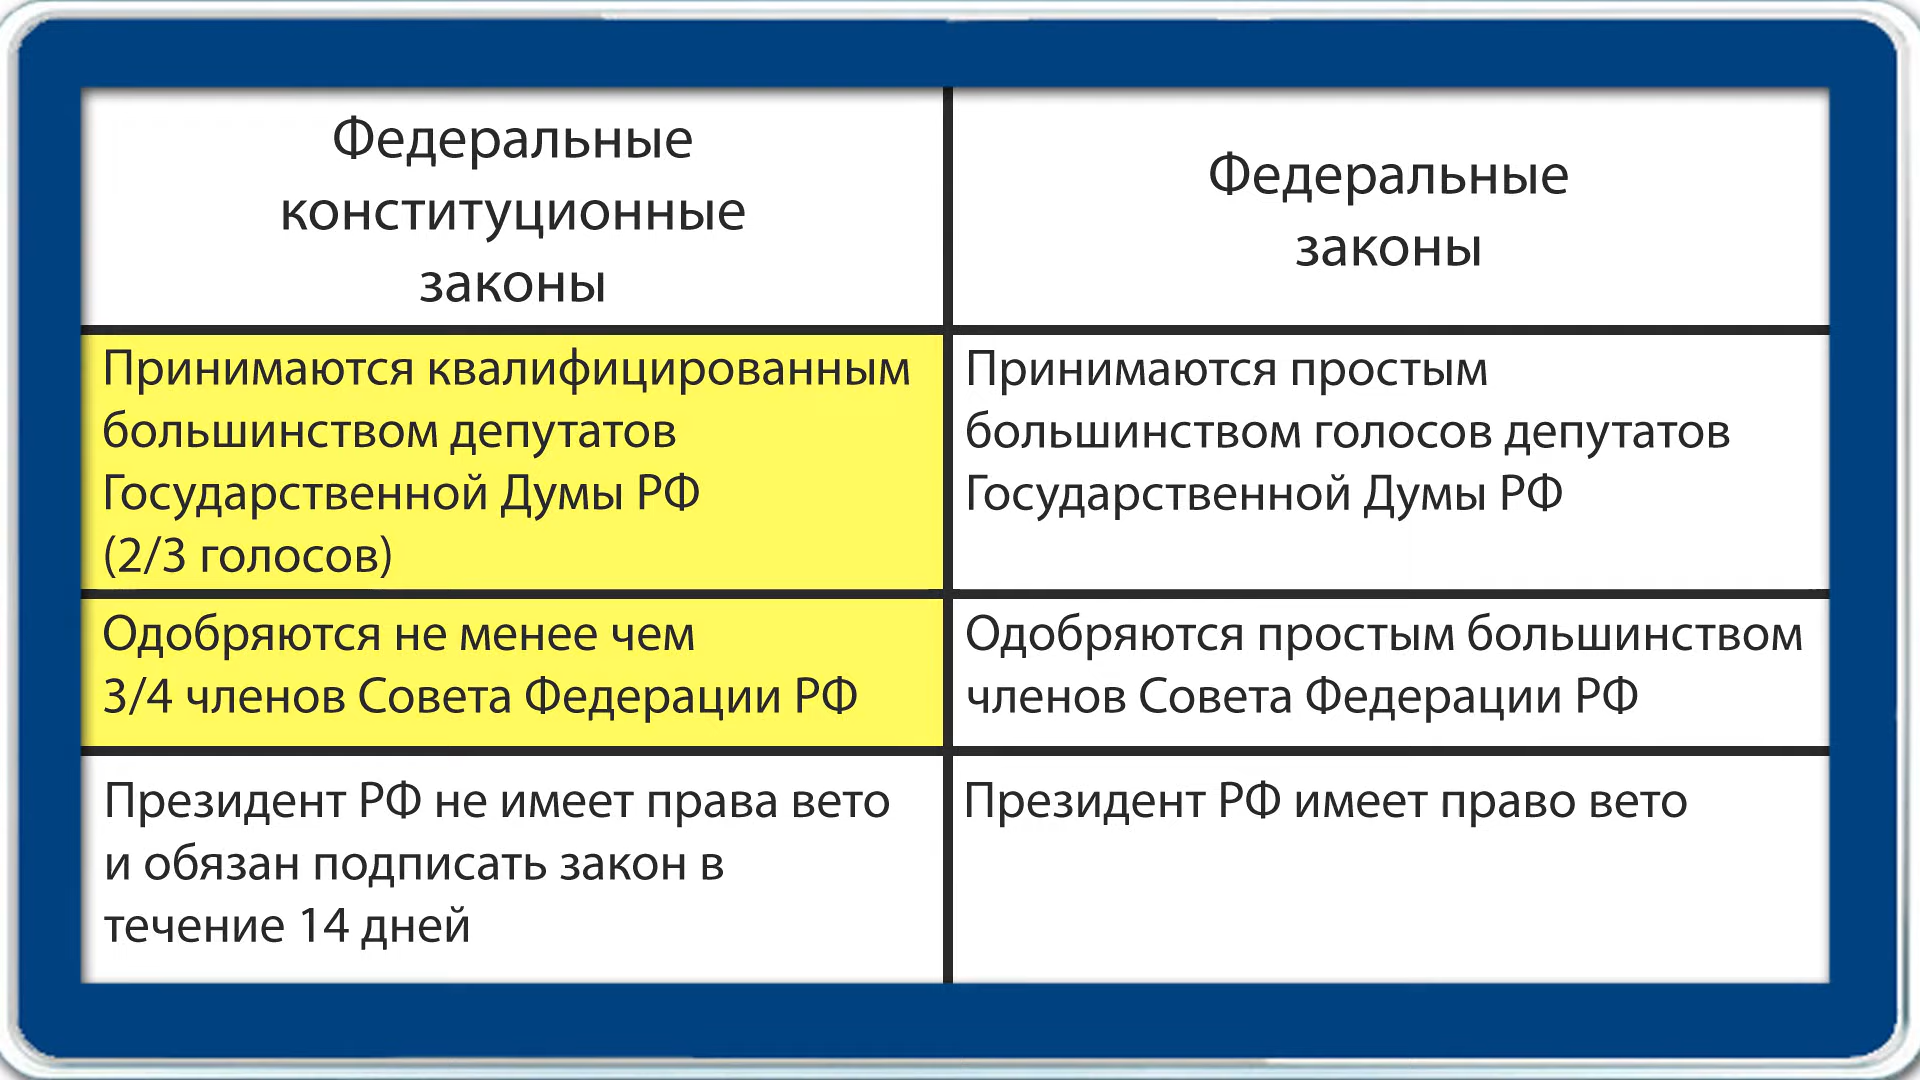 Федеральные
конституционные
законы
Федеральные
законы
Принимаются квалифицированным
большинством депутатов
Государственной Думы РФ
(2/3 голосов)
Принимаются простым
большинством голосов депутатов
Государственной Думы РФ
Одобряются не менее чем
3/4 членов Совета Федерации РФ
Одобряются простым большинством
членов Совета Федерации РФ
Президент РФ не имеет права вето
и обязан подписать закон в
течение 14 дней
Президент РФ имеет право вето